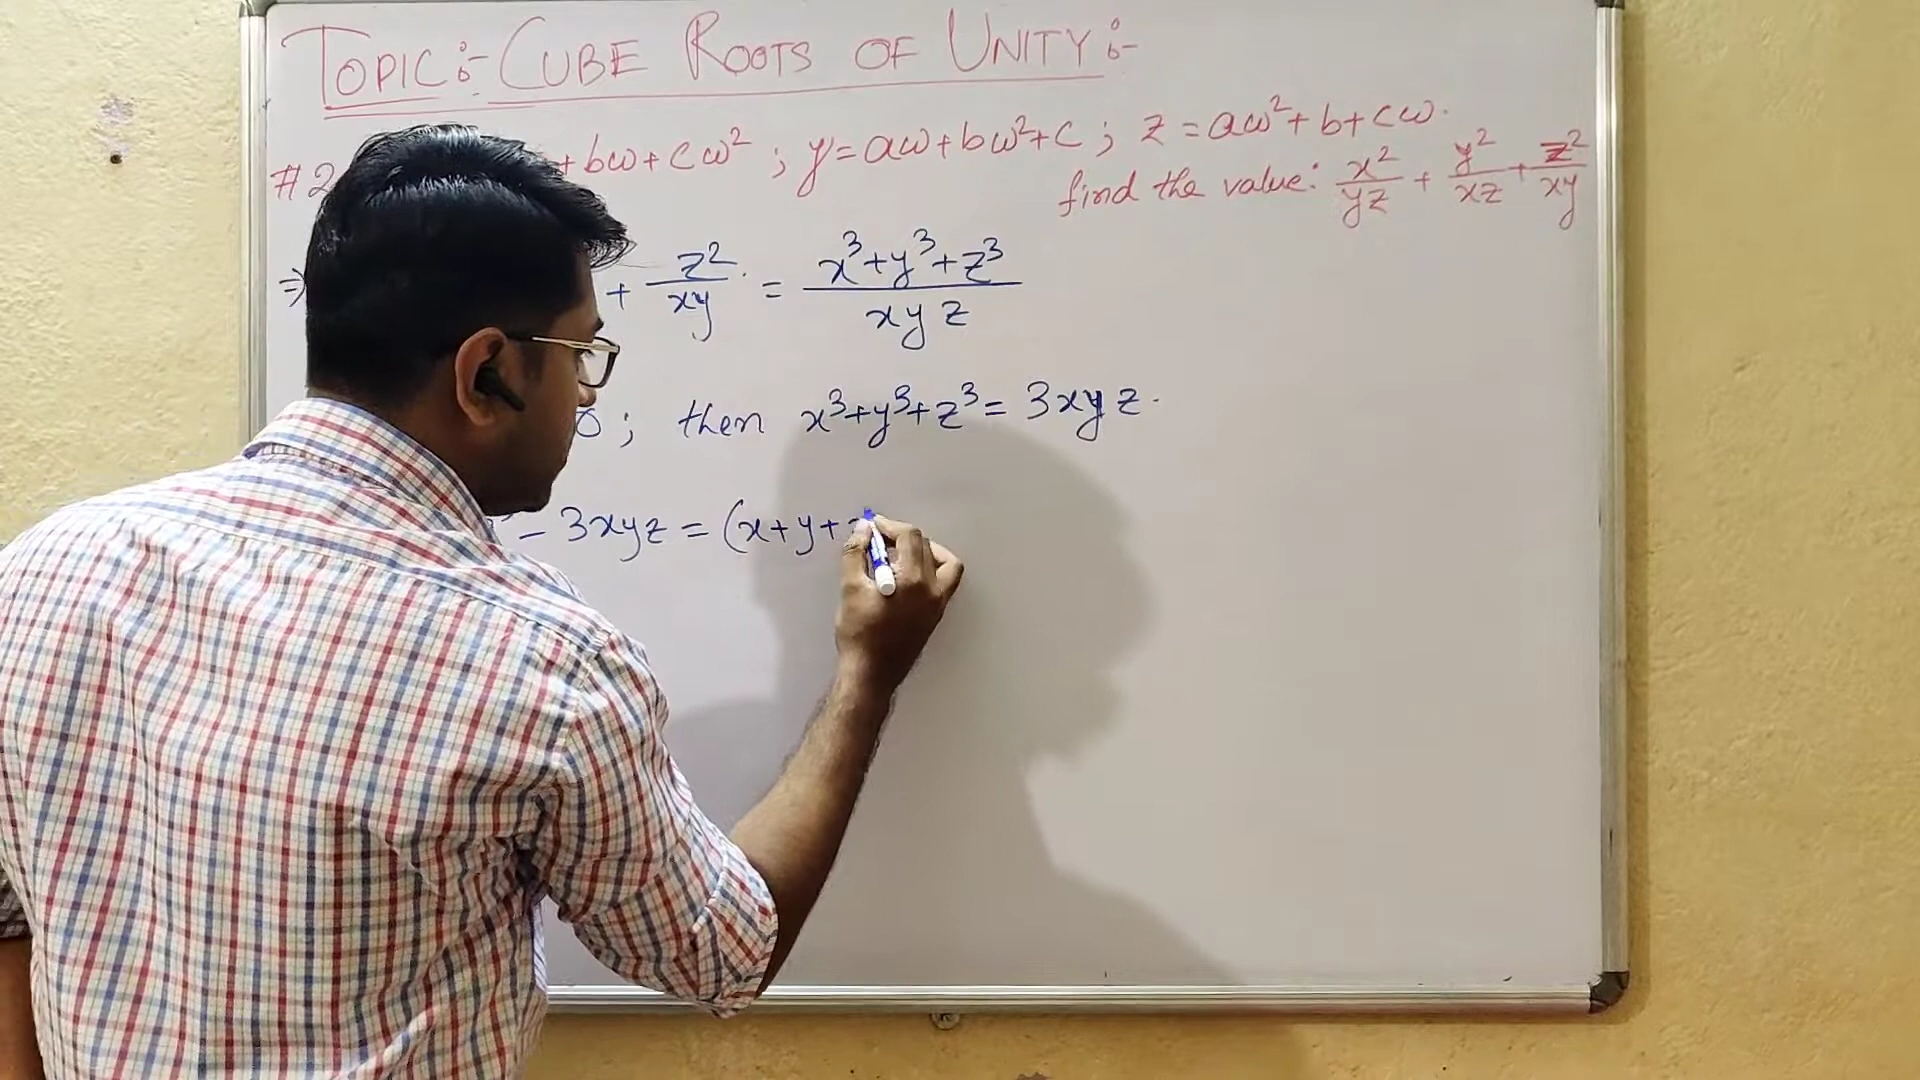 TOPIC:- CUBE ROOTS OF UNITY:-
#2 + bω + cω² ; y = aω + bω² + c ; z = aω² + b + cω.
find the value: x²/yz + y²/xz + z²/xy
⇒ + z²/xy = x³+y³+z³/xyz
0 ; then x³+y³+z³ = 3xyz.
- 3xyz = (x+y+